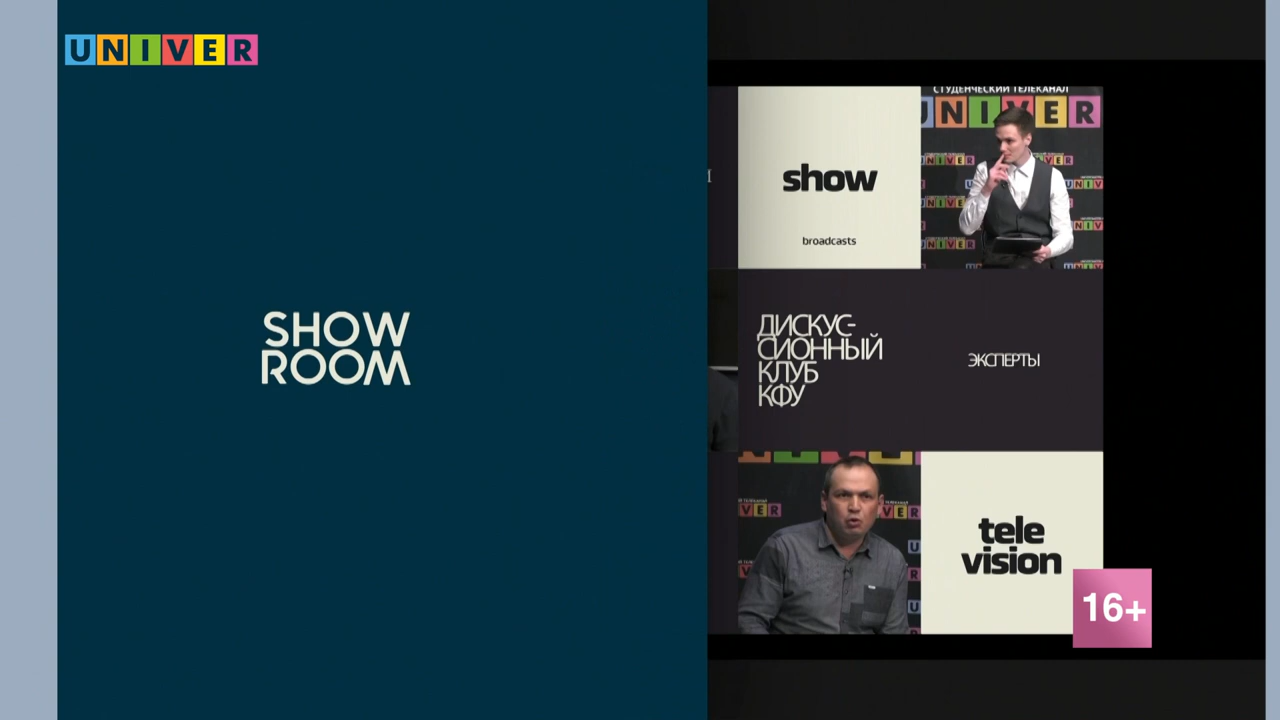 UNIVER
SHOW
ROOM
show
broadcasts
СТУДЕНЧЕСКИЙ ТЕЛЕКАНАЛ
UNIVER
ДИСКУС-
СИОННЫЙ
КЛУБ
КФУ
ЭКСПЕРТЫ
tele
vision
16+